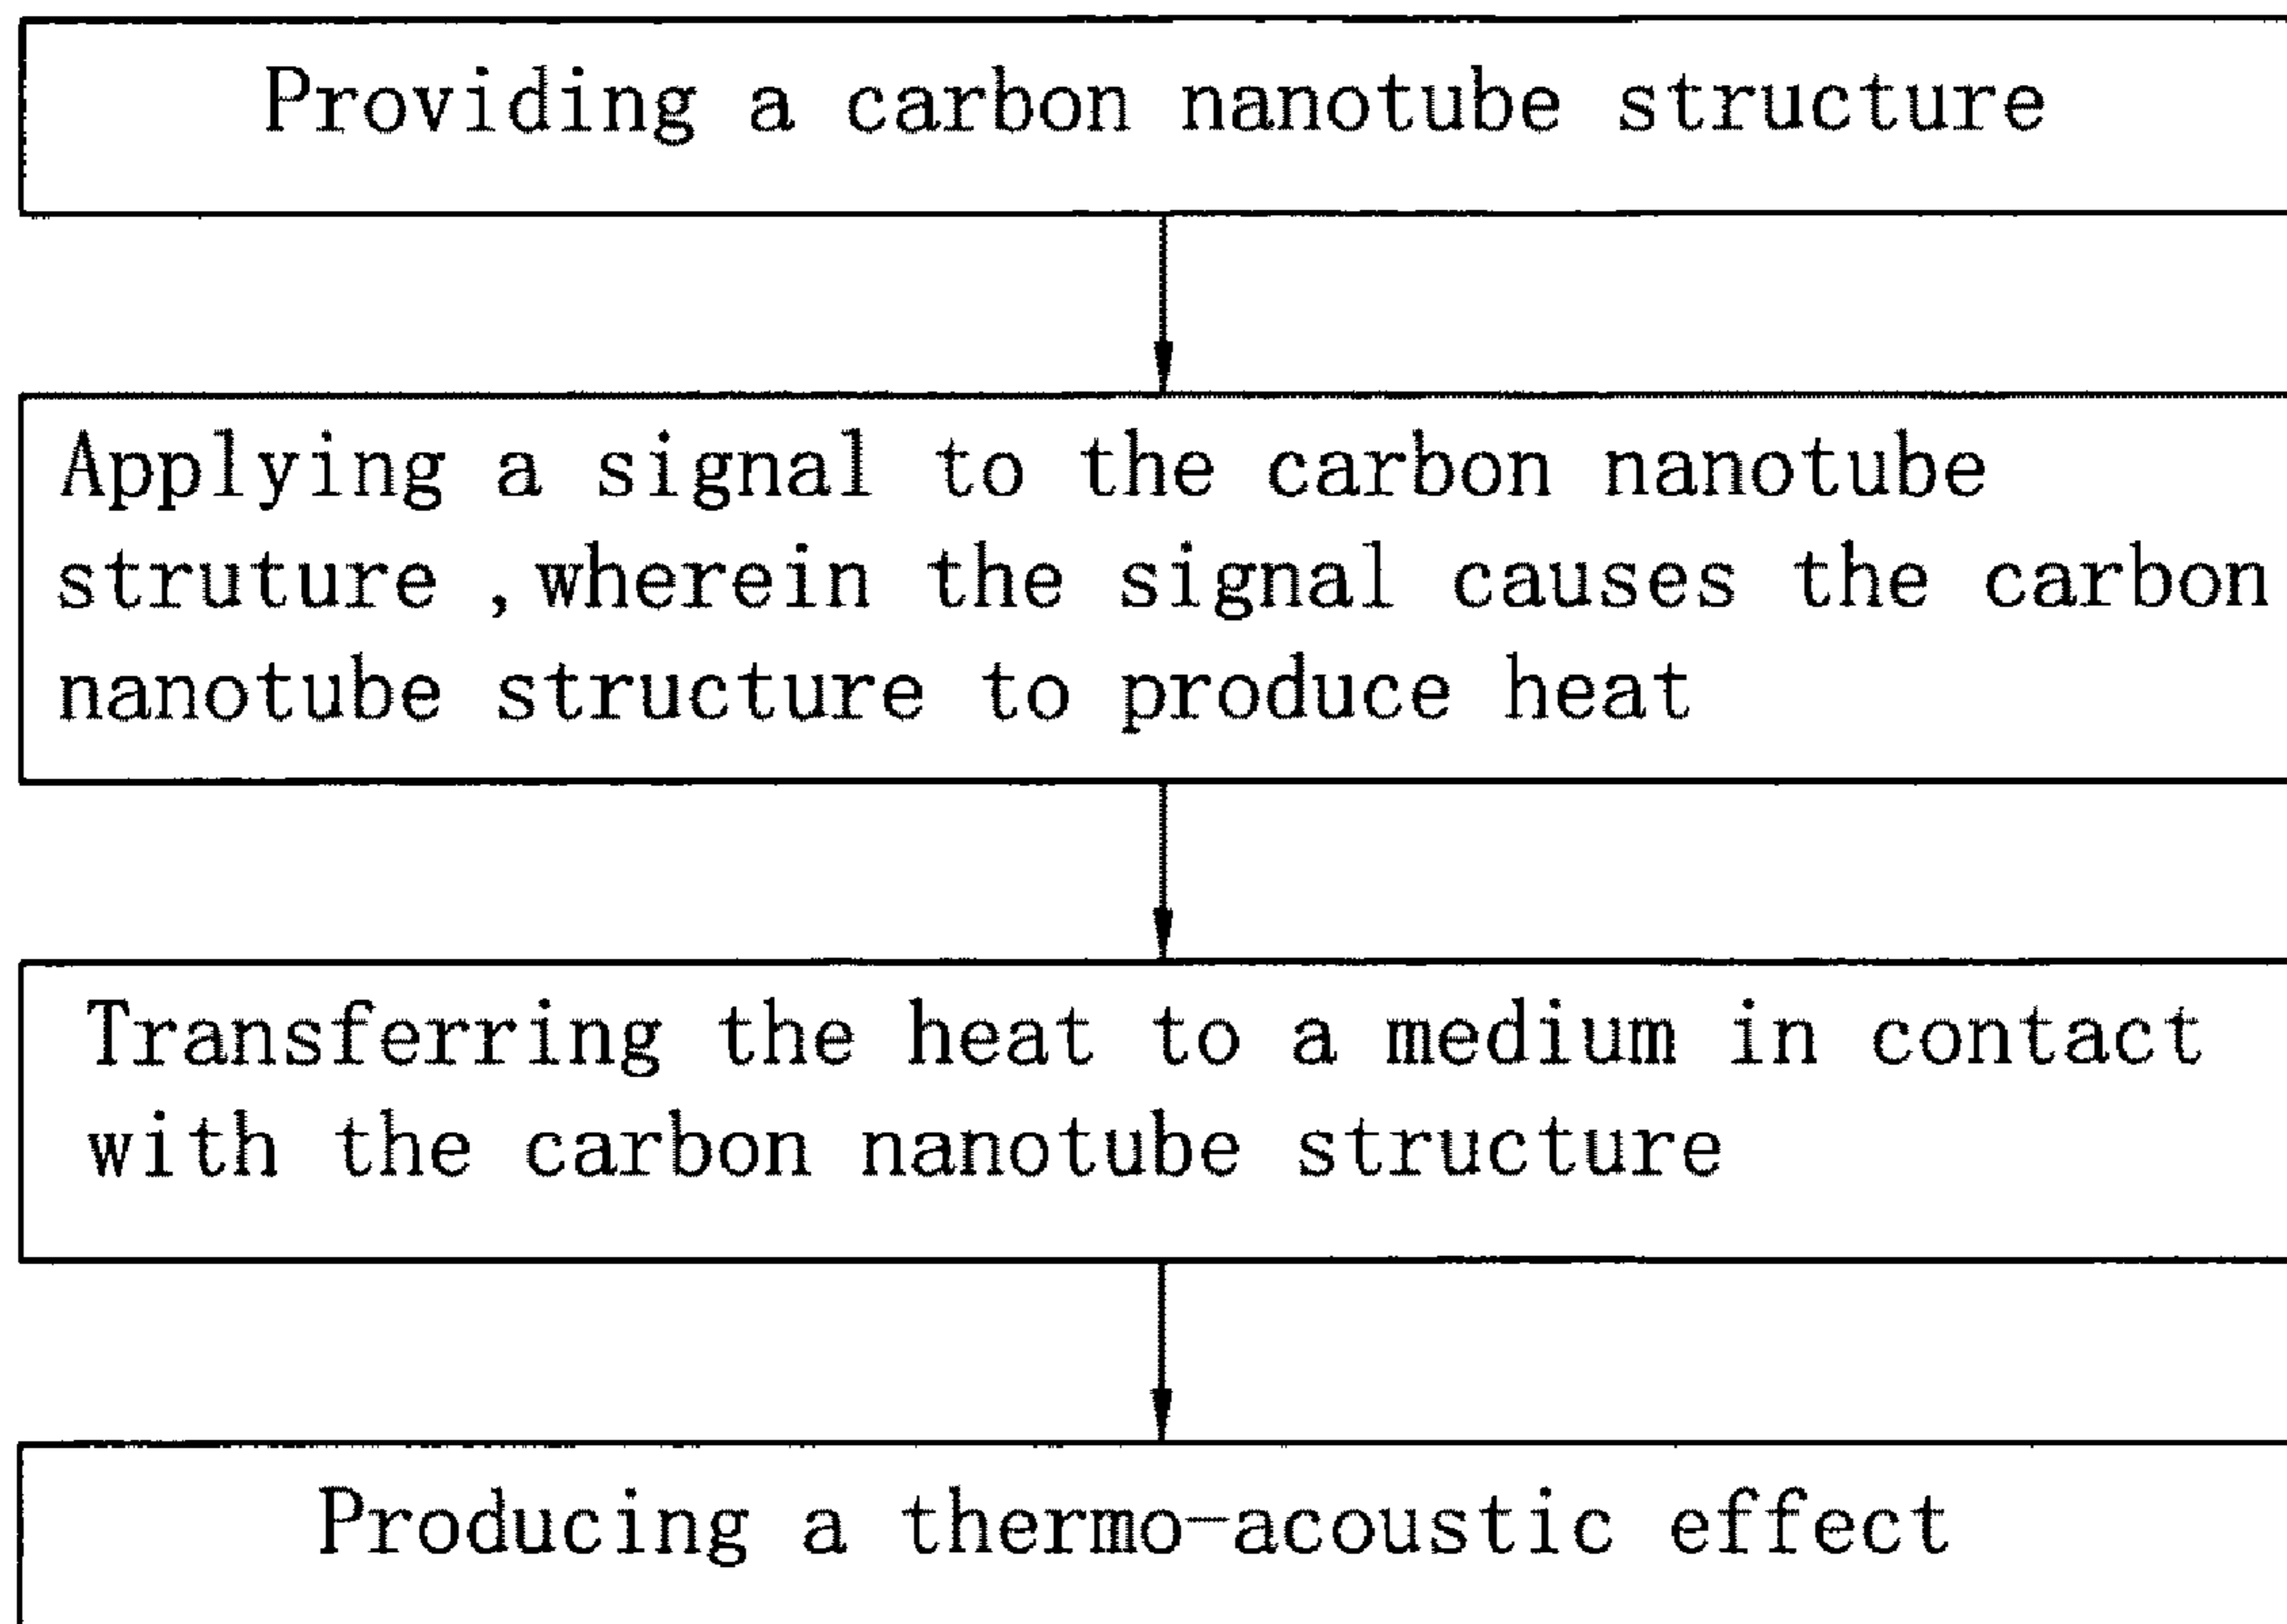 Providing a carbon nanotube structure
Applying a signal to the carbon nanotube
struture ,wherein the signal causes the carbon
nanotube structure to produce heat
Transferring the heat to a medium in contact
with the carbon nanotube structure
Producing a thermo-acoustic effect